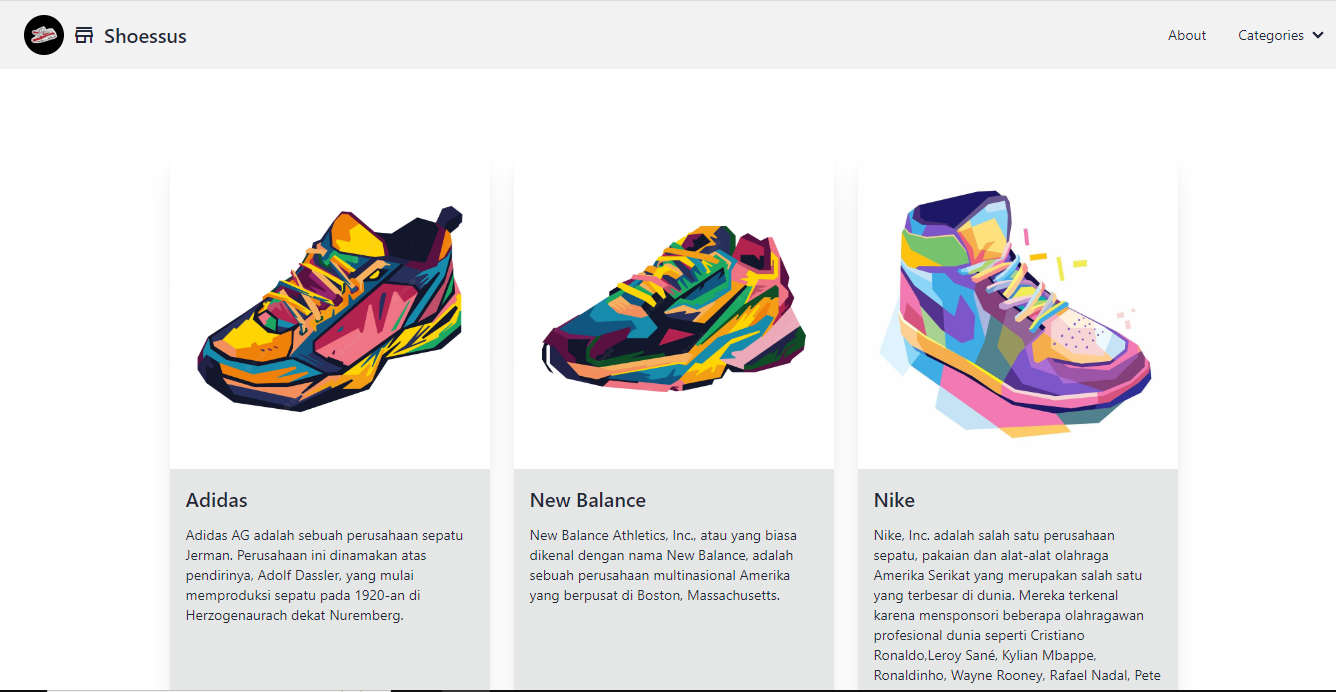 Shoessus
About
Categories
Adidas
Adidas AG adalah sebuah perusahaan sepatu
Jerman. Perusahaan ini dinamakan atas
pendirinya, Adolf Dassler, yang mulai
memproduksi sepatu pada 1920-an di
Herzogenaurach dekat Nuremberg.
New Balance
New Balance Athletics, Inc., atau yang biasa
dikenal dengan nama New Balance, adalah
sebuah perusahaan multinasional Amerika
yang berpusat di Boston, Massachusetts.
Nike
Nike, Inc. adalah salah satu perusahaan
sepatu, pakaian dan alat-alat olahraga
Amerika Serikat yang merupakan salah satu
yang terbesar di dunia. Mereka terkenal
karena mensponsori beberapa olahragawan
profesional dunia seperti Cristiano
Ronaldo,Leroy Sané, Kylian Mbappe,
Ronaldinho, Wayne Rooney, Rafael Nadal, Pete